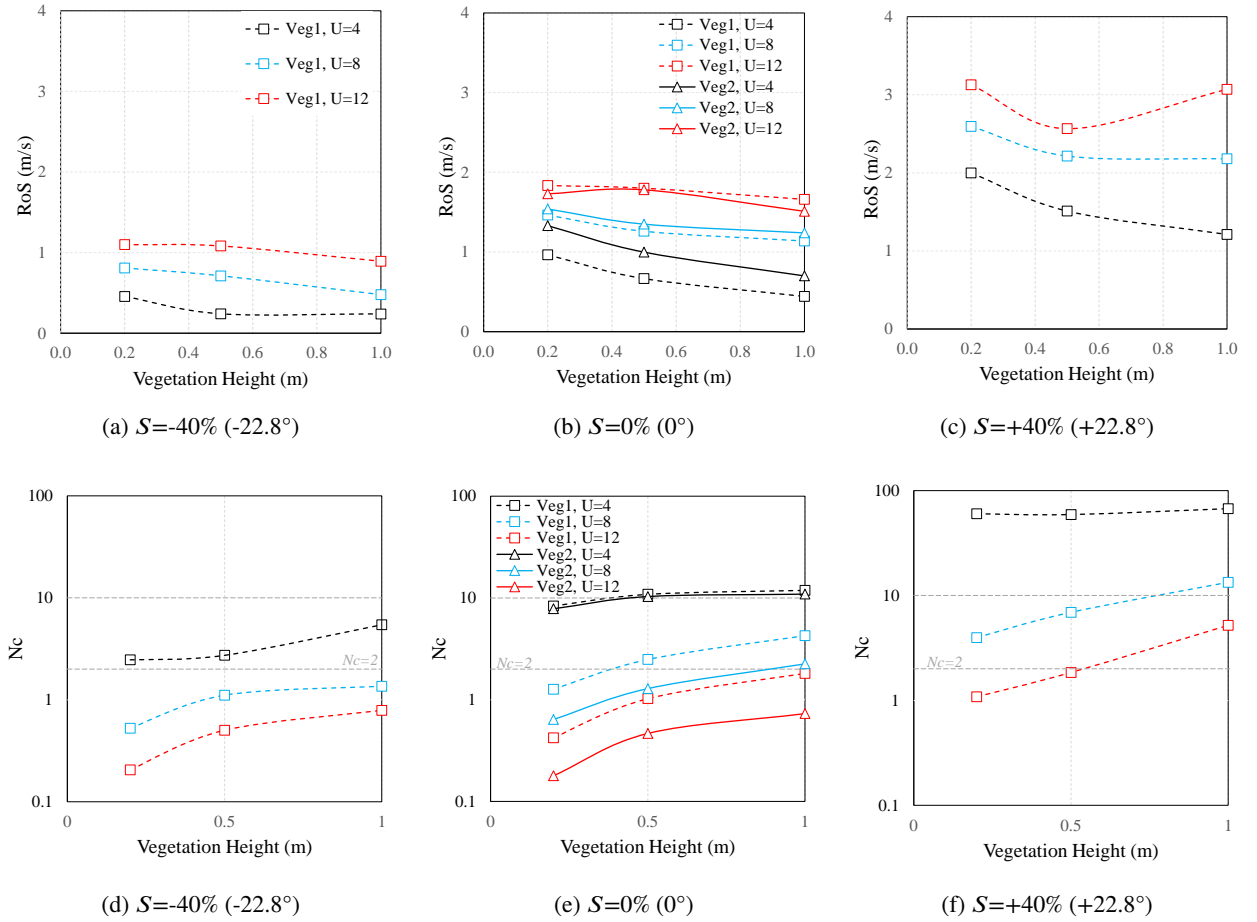 4
3
2
1
0
RoS (m/s)
Veg1, U=4
Veg1, U=8
Veg1, U=12
0.0 0.2 0.4 0.6 0.8 1.0
Vegetation Height (m)
(a) S=-40% (-22.8°)
4
3
2
1
0
RoS (m/s)
Veg1, U=4
Veg1, U=8
Veg1, U=12
Veg2, U=4
Veg2, U=8
Veg2, U=12
0.0 0.2 0.4 0.6 0.8 1.0
Vegetation Height (m)
(b) S=0% (0°)
4
3
2
1
0
RoS (m/s)
0.0 0.2 0.4 0.6 0.8 1.0
Vegetation Height (m)
(c) S=+40% (+22.8°)
100
10
1
0.1
Nc
Nc=2
0 0.5 1
Vegetation Height (m)
(d) S=-40% (-22.8°)
100
10
1
0.1
Nc
Veg1, U=4
Veg1, U=8
Veg1, U=12
Veg2, U=4
Veg2, U=8
Veg2, U=12
Nc=2
0 0.5 1
Vegetation Height (m)
(e) S=0% (0°)
100
10
1
0.1
Nc
Nc=2
0 0.5 1
Vegetation Height (m)
(f) S=+40% (+22.8°)